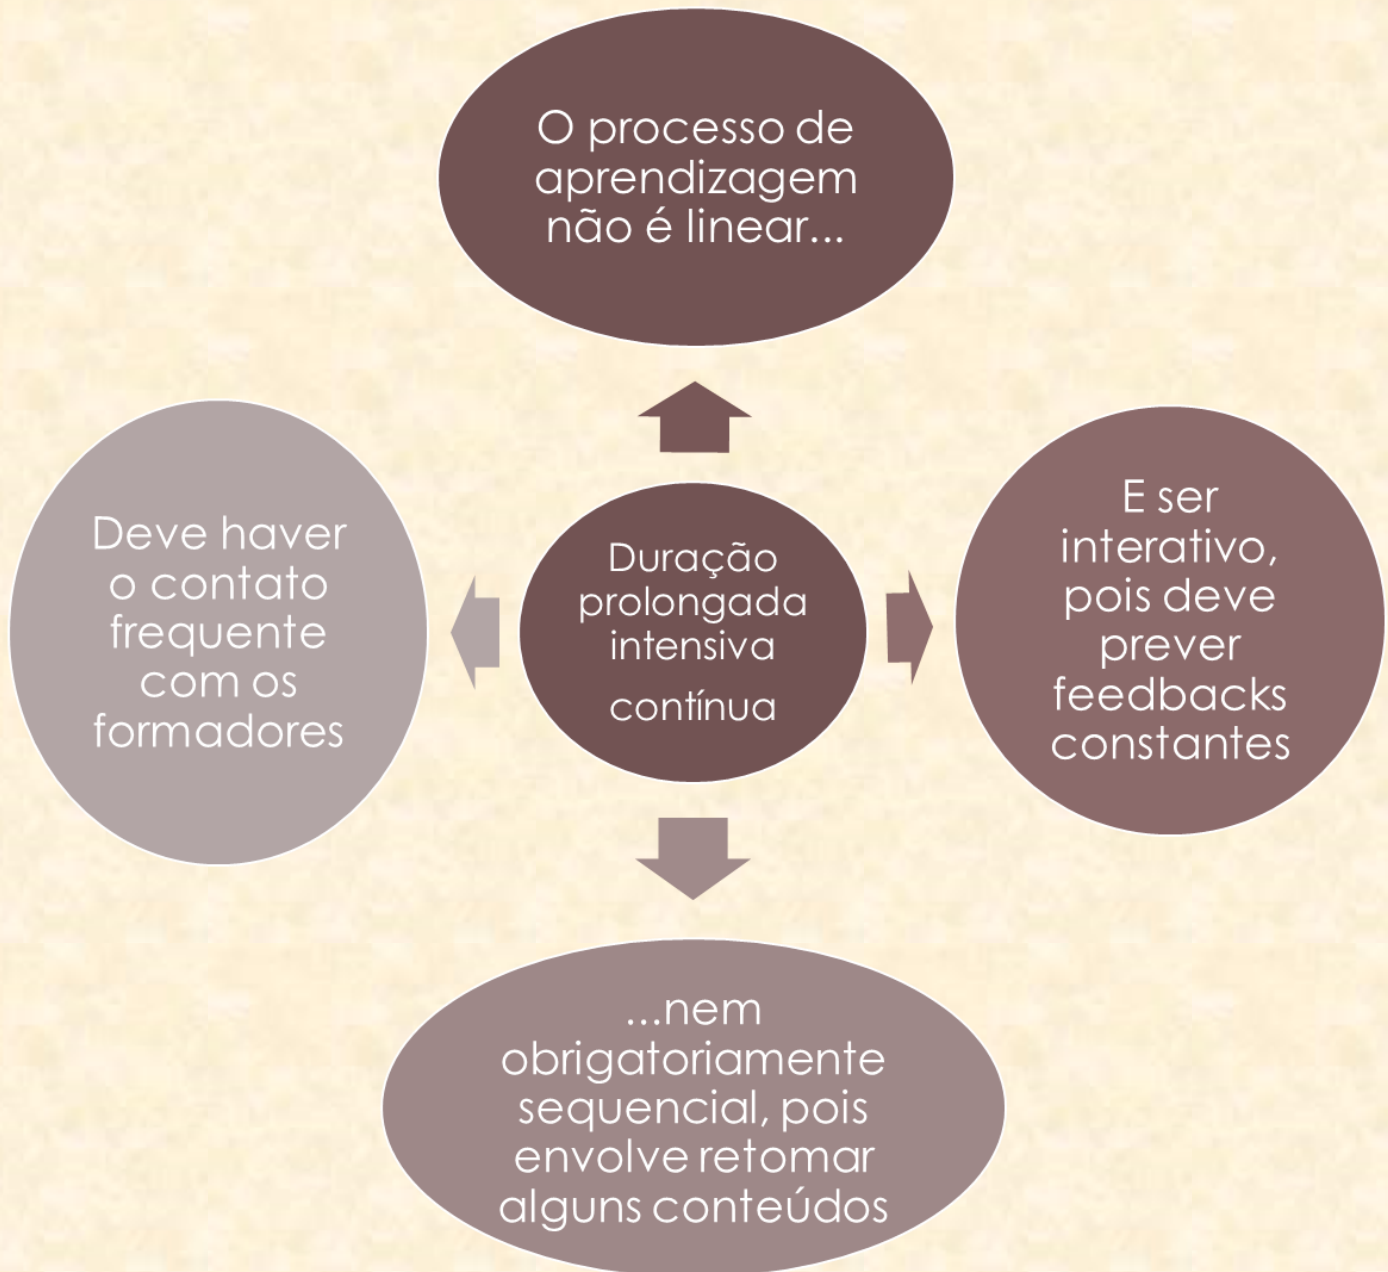 O processo de
aprendizagem
não é linear...
Deve haver
o contato
frequente
com os
formadores
Duração
prolongada
intensiva
contínua
E ser
interativo,
pois deve
prever
feedbacks
constantes
...nem
obrigatoriamente
sequencial, pois
envolve retomar
alguns conteúdos